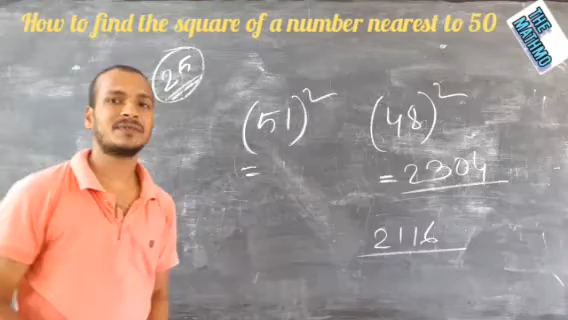 How to find the square of a number nearest to 50
THE
MATHMO
25
(51)² (48)²
= = 2304
2116